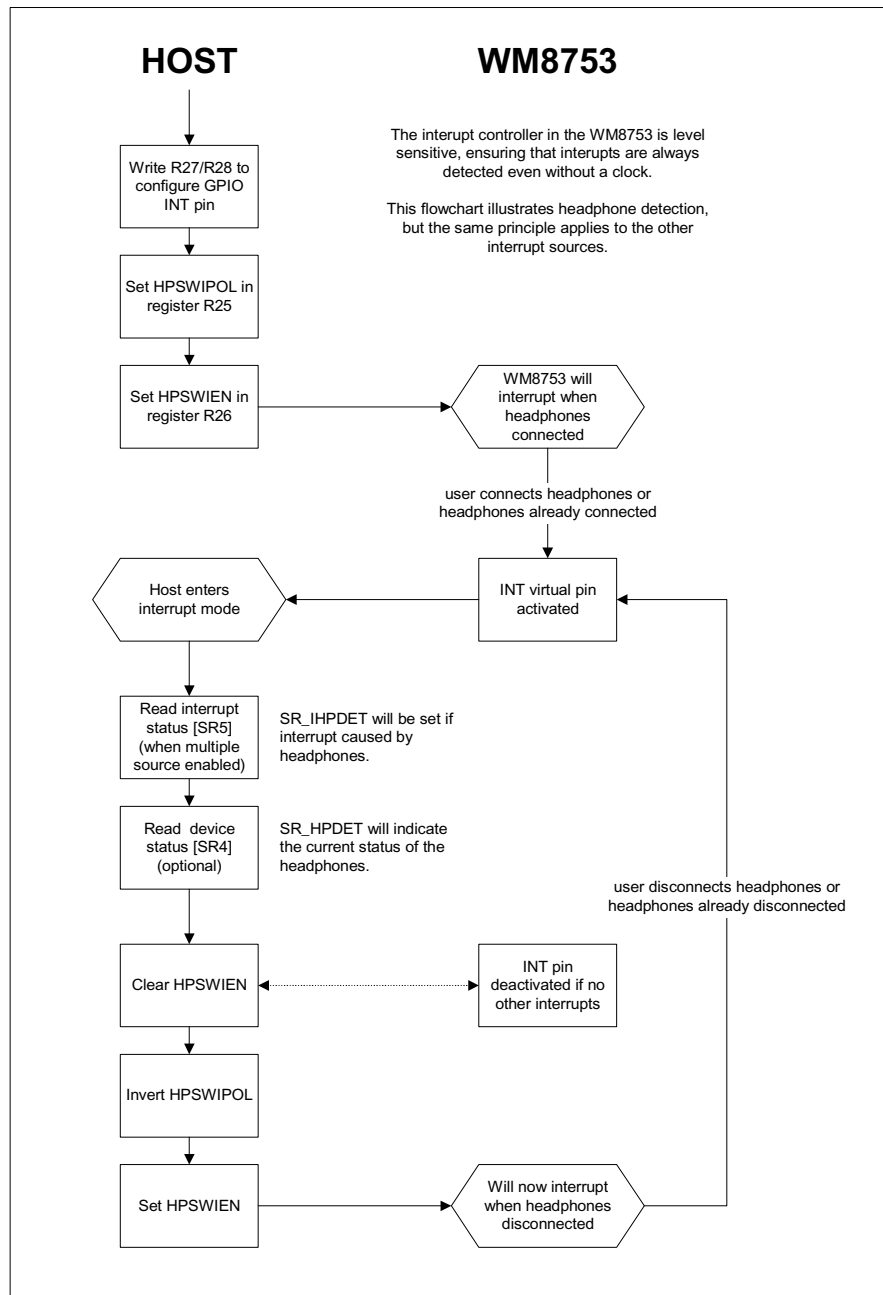 HOST
WM8753
The interupt controller in the WM8753 is level
sensitive, ensuring that interupts are always
detected even without a clock.
This flowchart illustrates headphone detection,
but the same principle applies to the other
interrupt sources.
Write R27/R28 to
configure GPIO
INT pin
Set HPSWIPOL in
register R25
Set HPSWIEN in
register R26
WM8753 will
interrupt when
headphones
connected
user connects headphones or
headphones already connected
INT virtual pin
activated
Host enters
interrupt mode
Read interrupt
status [SR5]
(when multiple
source enabled)
SR_IHPDET will be set if
interrupt caused by
headphones.
Read device
status [SR4]
(optional)
SR_HPDET will indicate
the current status of the
headphones.
user disconnects headphones or
headphones already disconnected
Clear HPSWIEN
INT pin
deactivated if no
other interrupts
Invert HPSWIPOL
Set HPSWIEN
Will now interrupt
when headphones
disconnected